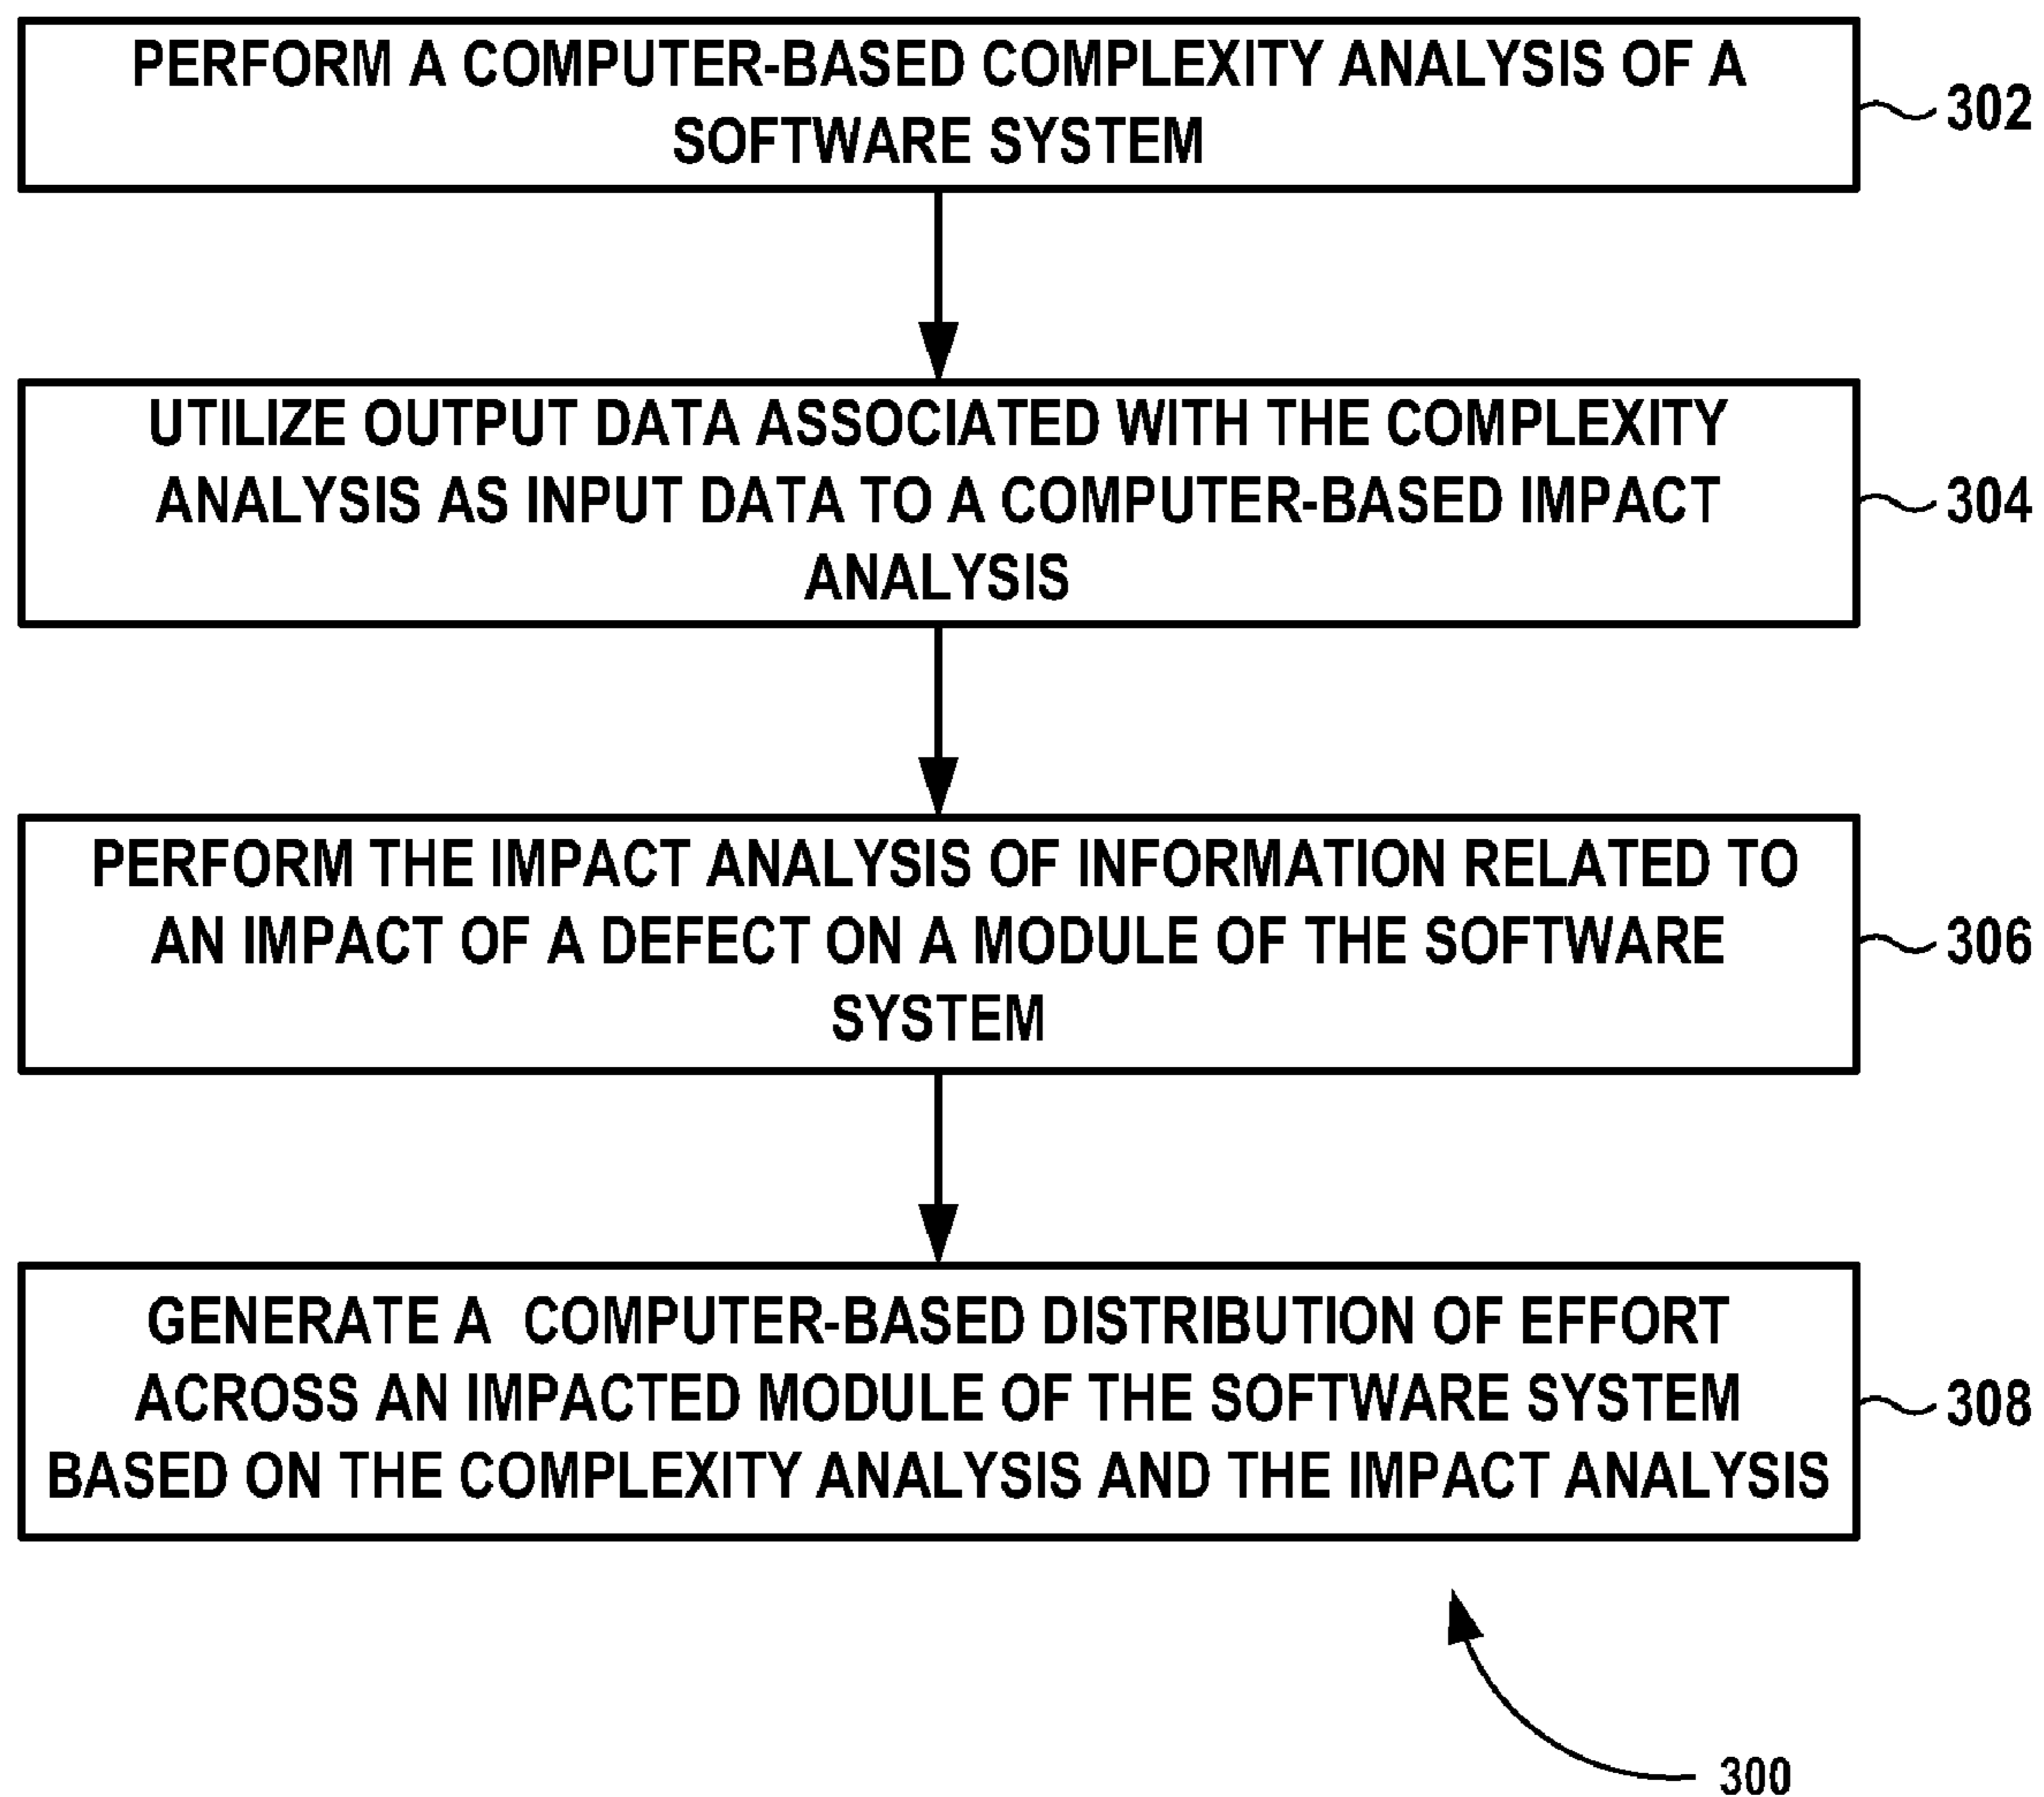 PERFORM A COMPUTER-BASED COMPLEXITY ANALYSIS OF A
SOFTWARE SYSTEM
302
UTILIZE OUTPUT DATA ASSOCIATED WITH THE COMPLEXITY
ANALYSIS AS INPUT DATA TO A COMPUTER-BASED IMPACT
ANALYSIS
304
PERFORM THE IMPACT ANALYSIS OF INFORMATION RELATED TO
AN IMPACT OF A DEFECT ON A MODULE OF THE SOFTWARE
SYSTEM
306
GENERATE A COMPUTER-BASED DISTRIBUTION OF EFFORT
ACROSS AN IMPACTED MODULE OF THE SOFTWARE SYSTEM
BASED ON THE COMPLEXITY ANALYSIS AND THE IMPACT ANALYSIS
308
300